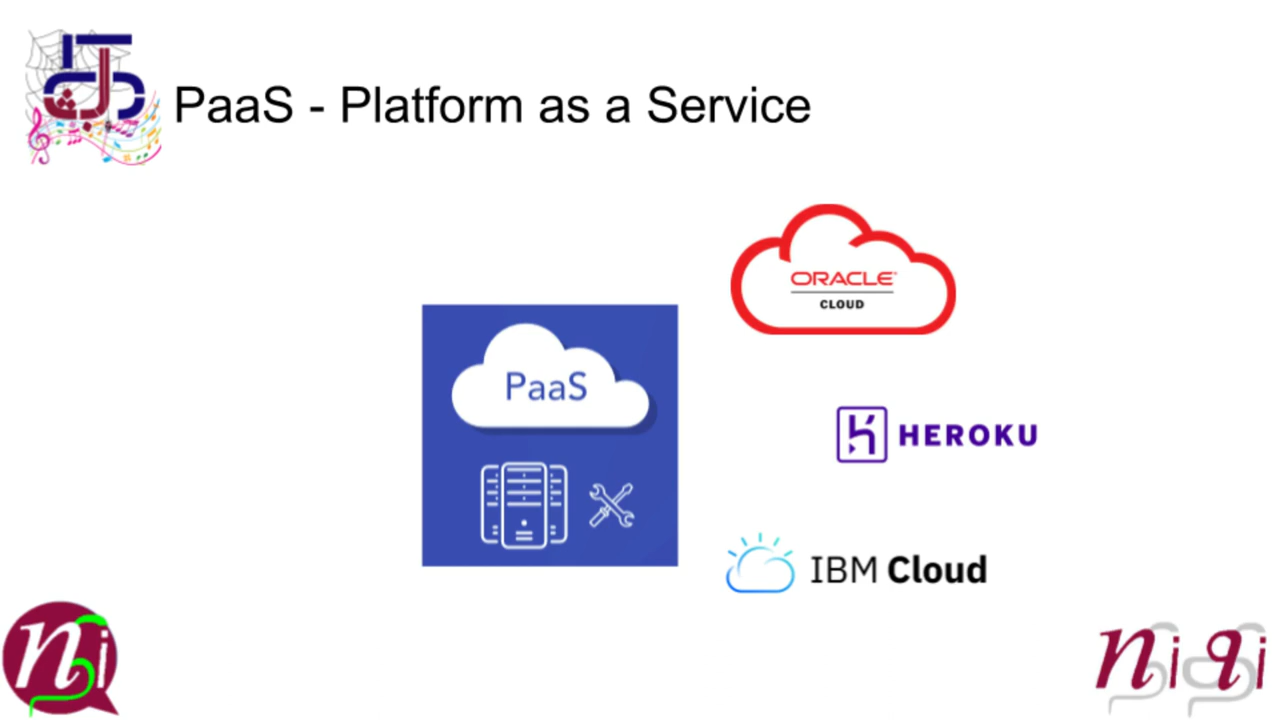 PaaS - Platform as a Service
ORACLE
CLOUD
PaaS
HEROKU
IBM Cloud